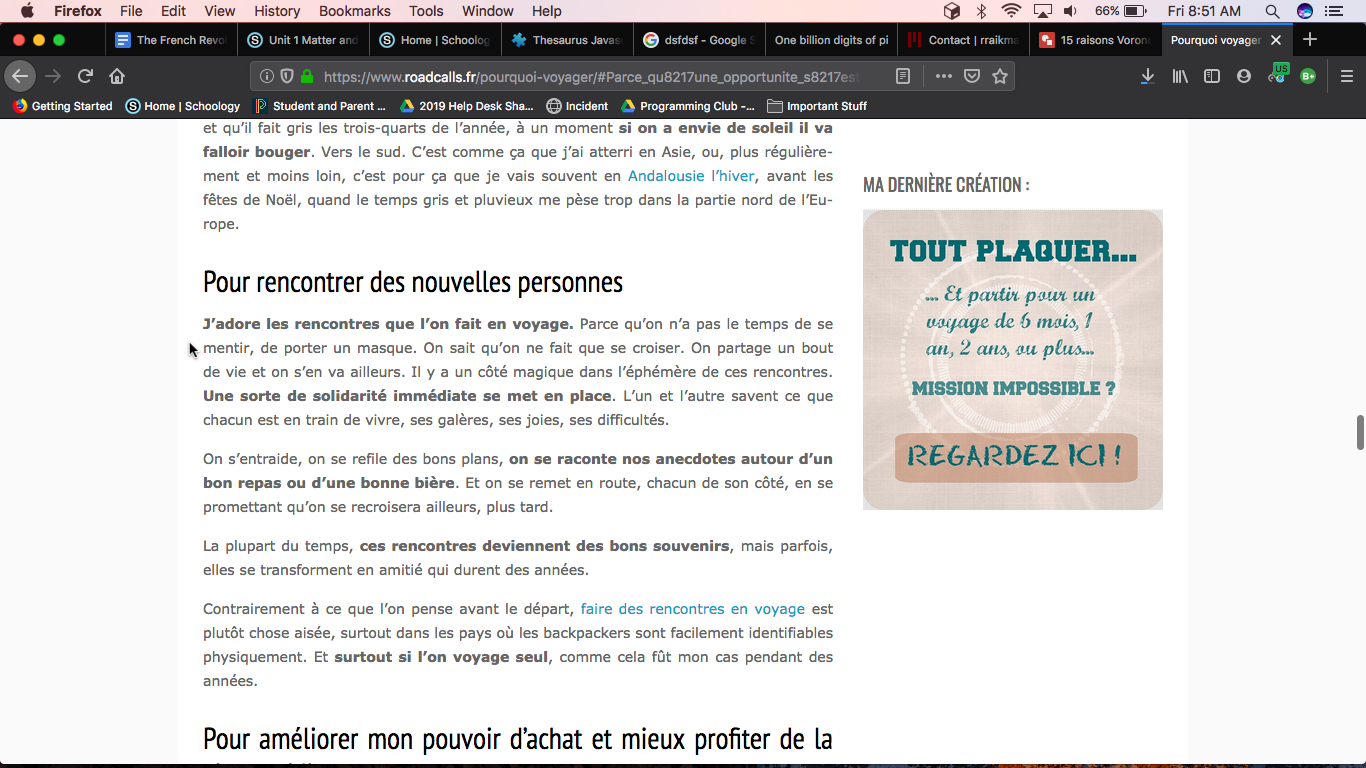 Firefox File Edit View History Bookmarks Tools Window Help 66% Fri 8:51 AM
The French Revo Unit 1 Matter and Home | Schoolog Thesaurus Javas dsfdsf - Google S One billion digits of pi Contact | rraikma 15 raisons Voron Pourquoi voyager
https://www.roadcalls.fr/pourquoi-voyager/#Parce_qu8217une_opportunite_s8217est US B+
Getting Started Home | Schoology Student and Parent ... 2019 Help Desk Sha... Incident Programming Club -... Important Stuff
et qu'il fait gris les trois-quarts de l'année, à un moment si on a envie de soleil il va
falloir bouger. Vers le sud. C'est comme ça que j'ai atterri en Asie, ou, plus régulière-
ment et moins loin, c'est pour ça que je vais souvent en Andalousie l'hiver, avant les
fêtes de Noël, quand le temps gris et pluvieux me pèse trop dans la partie nord de l'Eu-
rope.
Pour rencontrer des nouvelles personnes
J'adore les rencontres que l'on fait en voyage. Parce qu'on n'a pas le temps de se
mentir, de porter un masque. On sait qu'on ne fait que se croiser. On partage un bout
de vie et on s'en va ailleurs. Il y a un côté magique dans l'éphémère de ces rencontres.
Une sorte de solidarité immédiate se met en place. L'un et l'autre savent ce que
chacun est en train de vivre, ses galères, ses joies, ses difficultés.
On s'entraide, on se refile des bons plans, on se raconte nos anecdotes autour d'un
bon repas ou d'une bonne bière. Et on se remet en route, chacun de son côté, en se
promettant qu'on se recroisera ailleurs, plus tard.
La plupart du temps, ces rencontres deviennent des bons souvenirs, mais parfois,
elles se transforment en amitié qui durent des années.
Contrairement à ce que l'on pense avant le départ, faire des rencontres en voyage est
plutôt chose aisée, surtout dans les pays où les backpackers sont facilement identifiables
physiquement. Et surtout si l'on voyage seul, comme cela fût mon cas pendant des
années.
Pour améliorer mon pouvoir d'achat et mieux profiter de la
MA DERNIÈRE CRÉATION :
TOUT PLAQUER...
... Et partir pour un
voyage de 6 mois, 1
an, 2 ans, ou plus...
MISSION IMPOSSIBLE ?
REGARDEZ ICI !